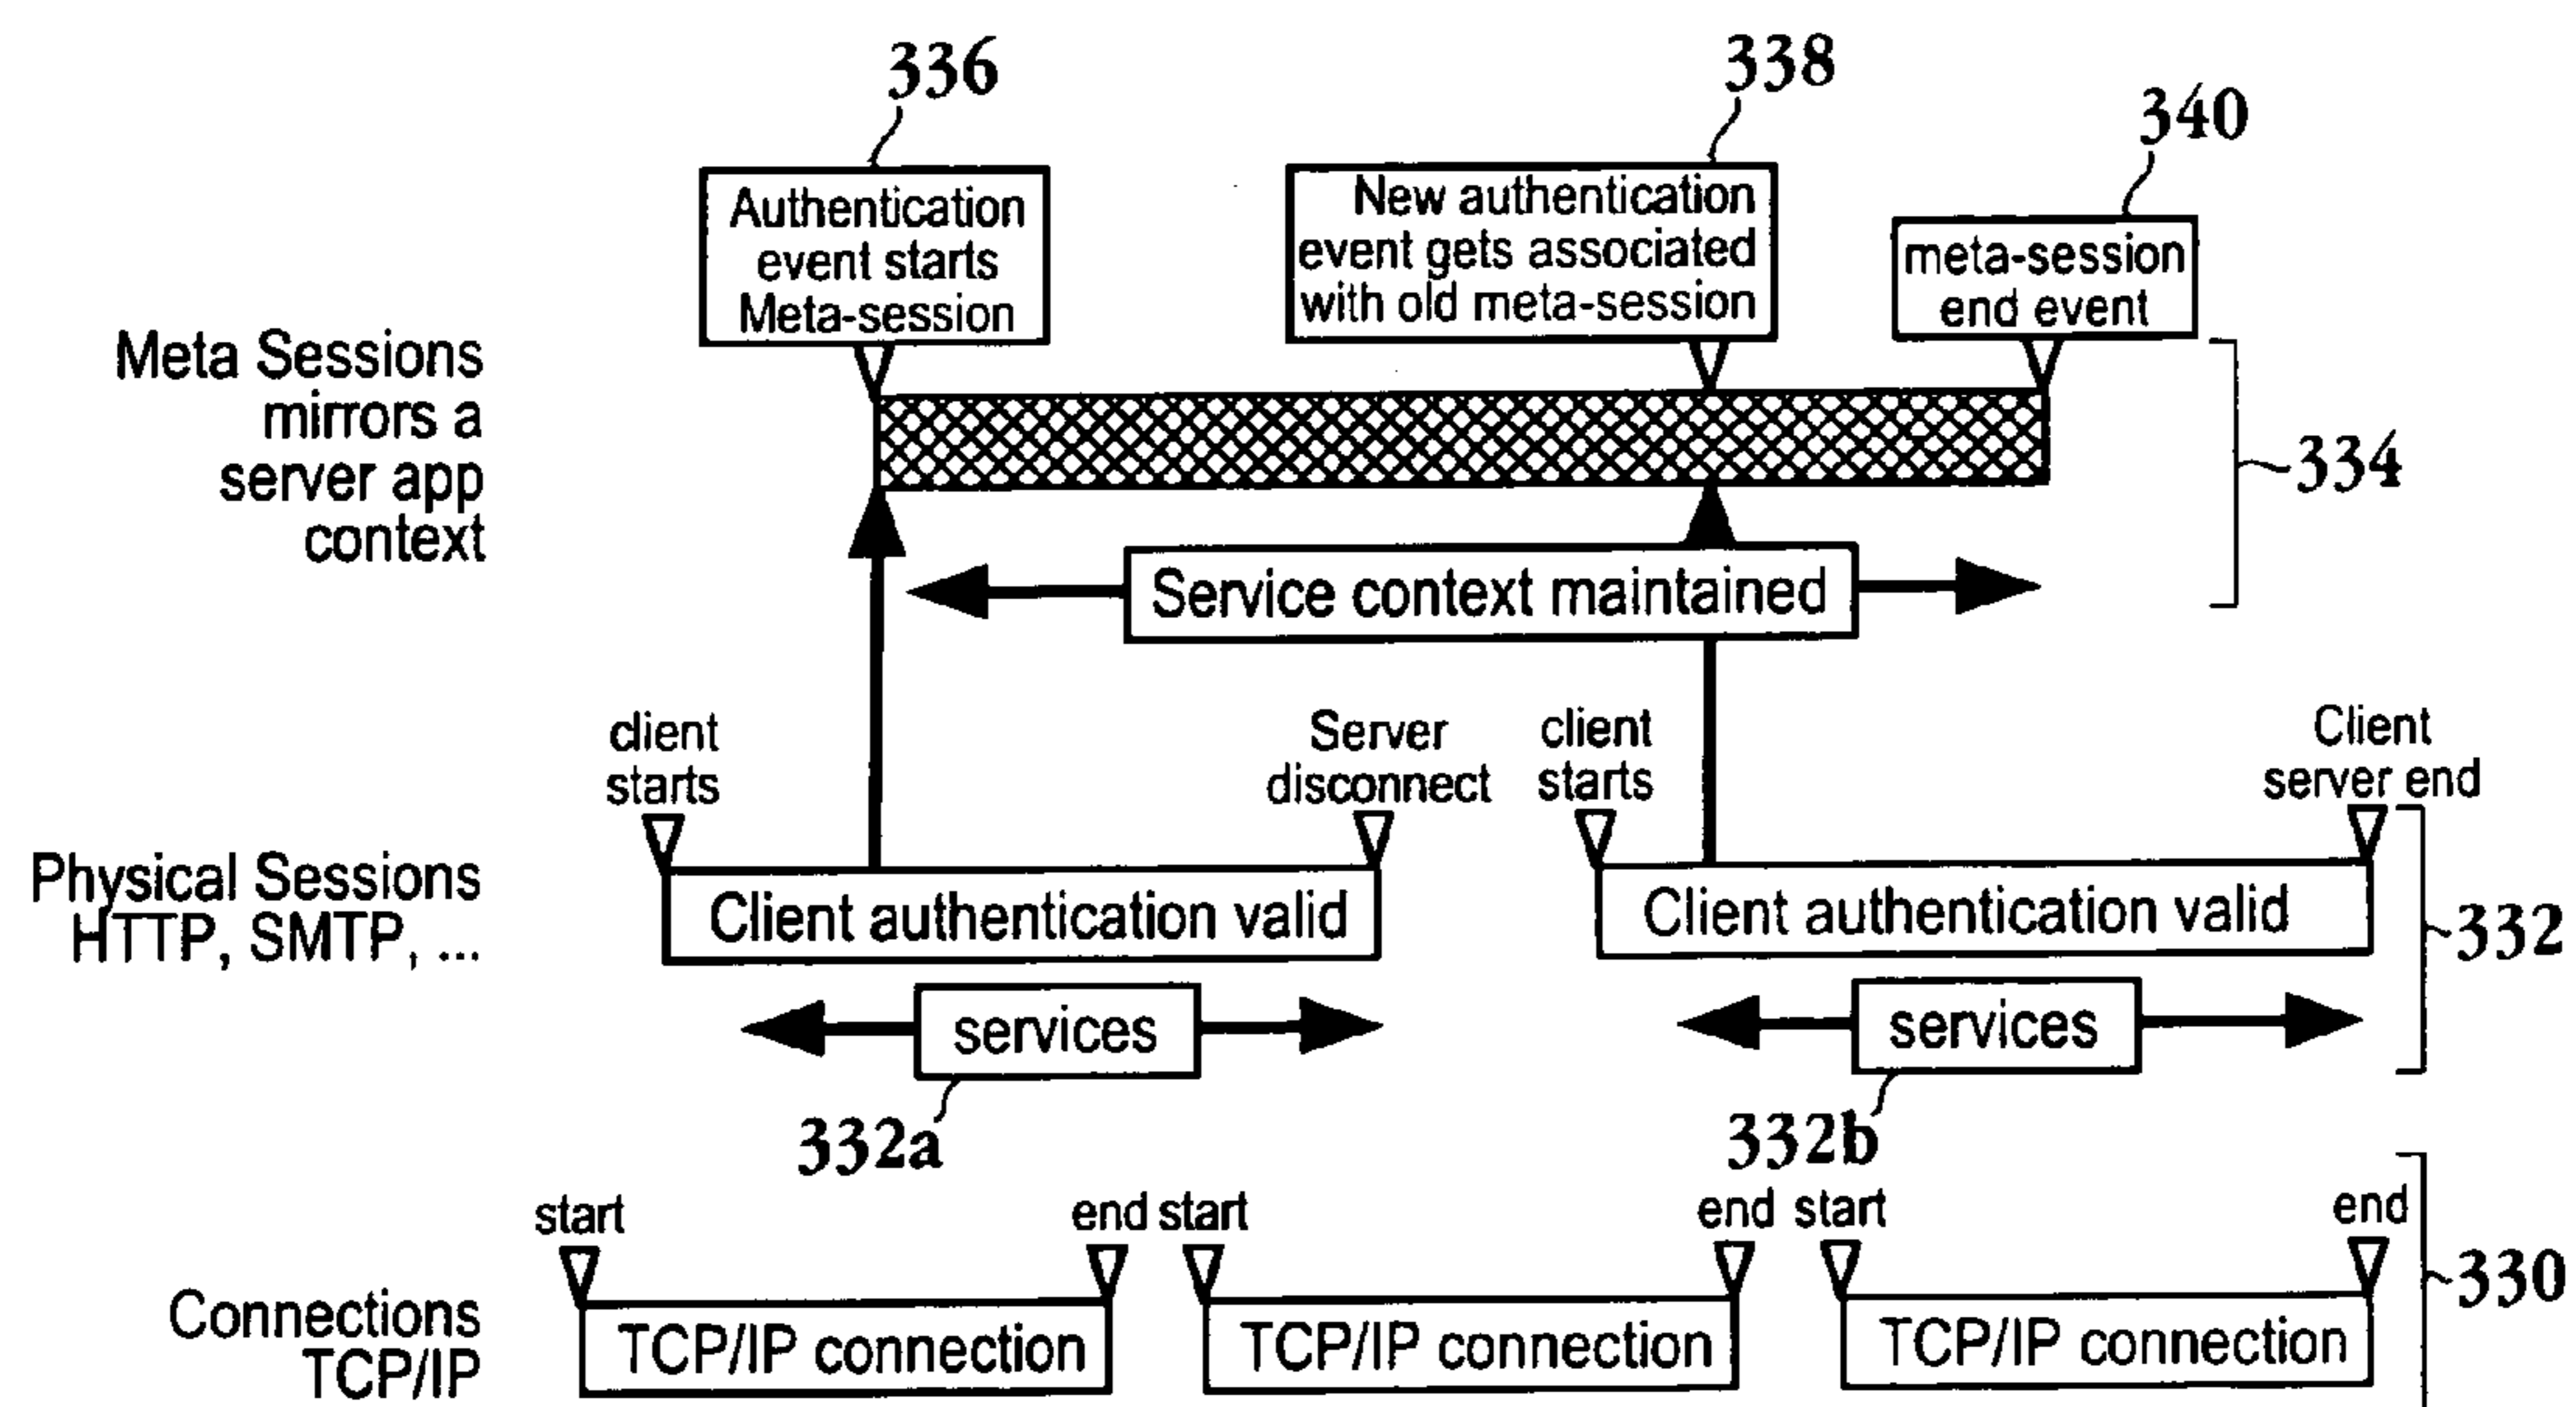 336
338
340
Authentication
event starts
Meta-session
New authentication
event gets associated
with old meta-session
meta-session
end event
Meta Sessions
mirrors a
server app
context
334
Service context maintained
client
starts
Server
disconnect
client
starts
Client
server end
Physical Sessions
HTTP, SMTP, ...
Client authentication valid
Client authentication valid
332
services
services
332a
332b
start
end
start
end
start
end
330
Connections
TCP/IP
TCP/IP connection
TCP/IP connection
TCP/IP connection